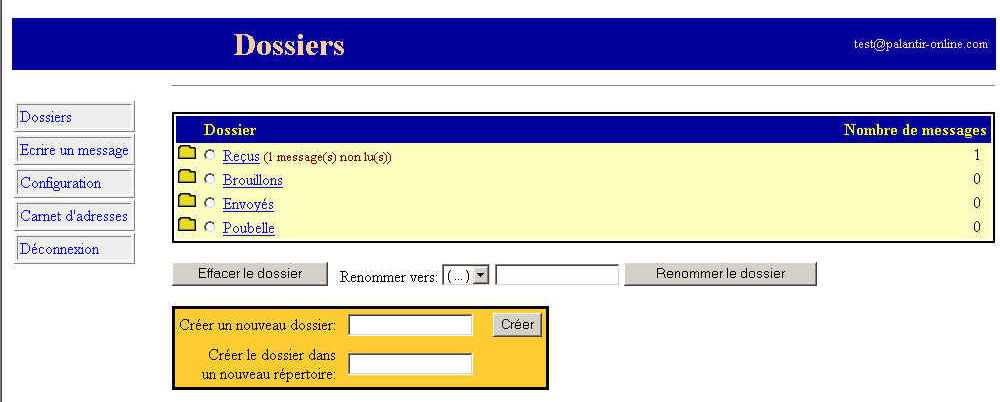 Dossiers
test@palantir-online.com
Dossiers
Ecrire un message
Configuration
Carnet d'adresses
Déconnexion
Dossier Nombre de messages
Reçus (1 message(s) non lu(s)) 1
Brouillons 0
Envoyés 0
Poubelle 0
Effacer le dossier Renommer vers: (...) Renommer le dossier
Créer un nouveau dossier: Créer
Créer le dossier dans
un nouveau répertoire: